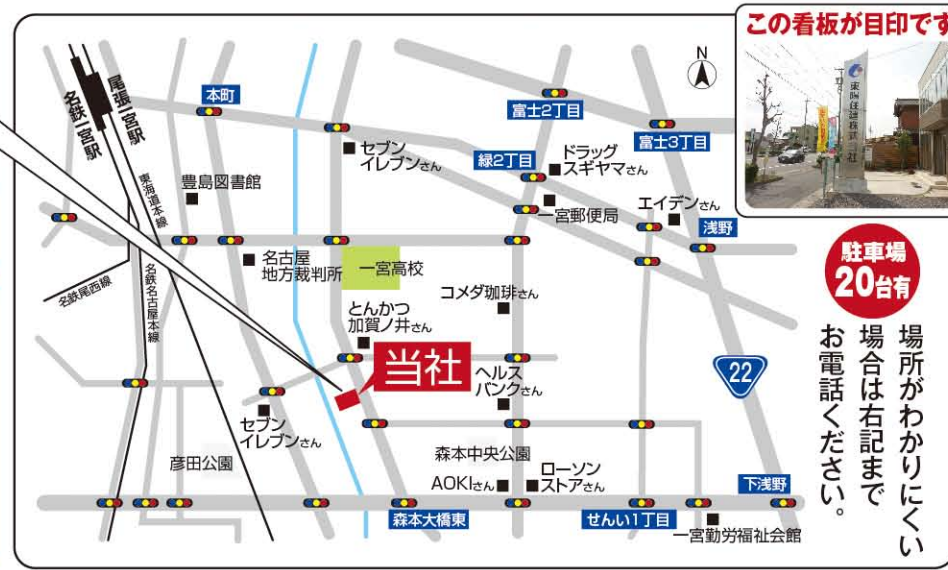 この看板が目印です
東陽住建株式会社
N
尾張一宮駅
名鉄一宮駅
本町
富士2丁目
富士3丁目
セブン
イレブンさん
緑2丁目
ドラッグ
スギヤマさん
豊島図書館
東海道本線
一宮郵便局
エイデンさん
浅野
名古屋
地方裁判所
一宮高校
名鉄尾西線
名鉄名古屋本線
コメダ珈琲さん
とんかつ
加賀ノ井さん
当社
ヘルス
バンクさん
22
駐車場
20台有
場所がわかりにくい
場合は右記まで
お電話ください。
セブン
イレブンさん
彦田公園
森本中央公園
AOKIさん
ローソン
ストアさん
下浅野
森本大橋東
せんい1丁目
一宮勤労福祉会館